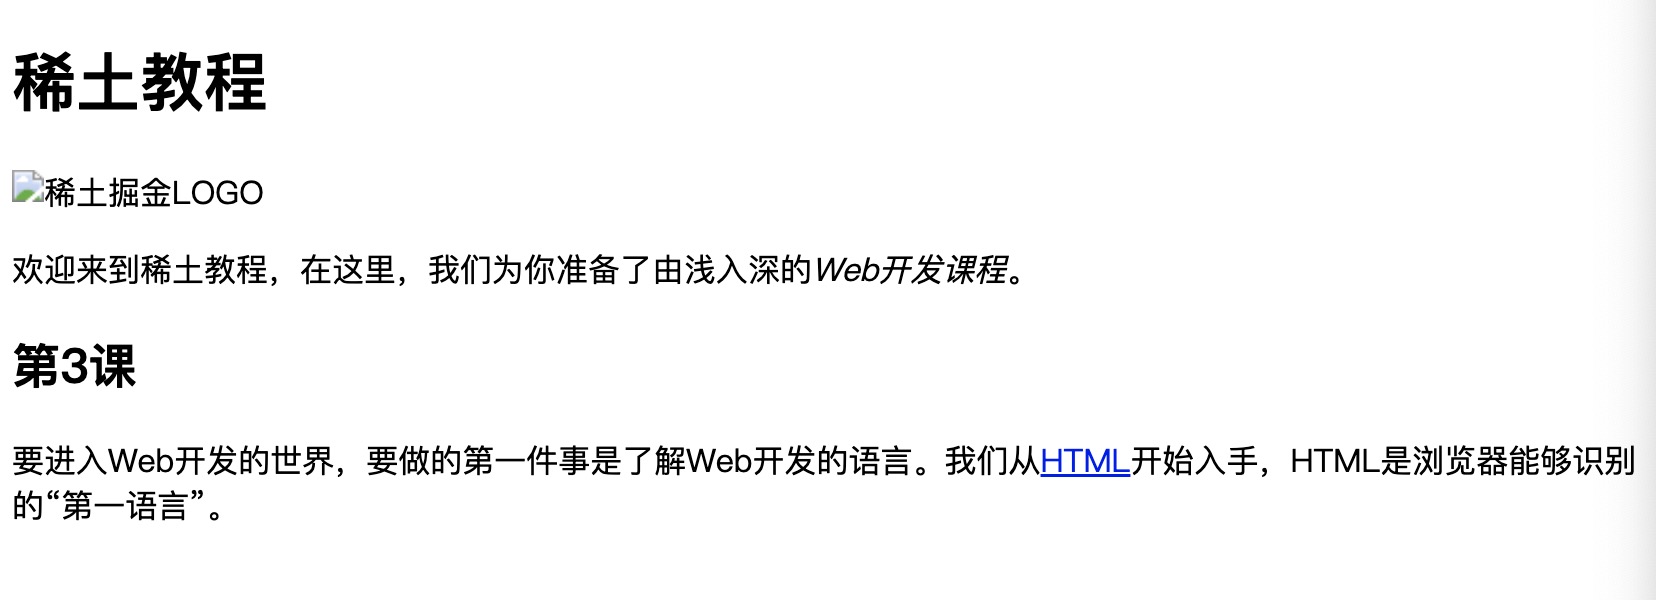 稀土教程
稀土掘金LOGO
欢迎来到稀土教程，在这里，我们为你准备了由浅入深的Web开发课程。
第3课
要进入Web开发的世界，要做的第一件事是了解Web开发的语言。我们从HTML开始入手，HTML是浏览器能够识别
的“第一语言”。